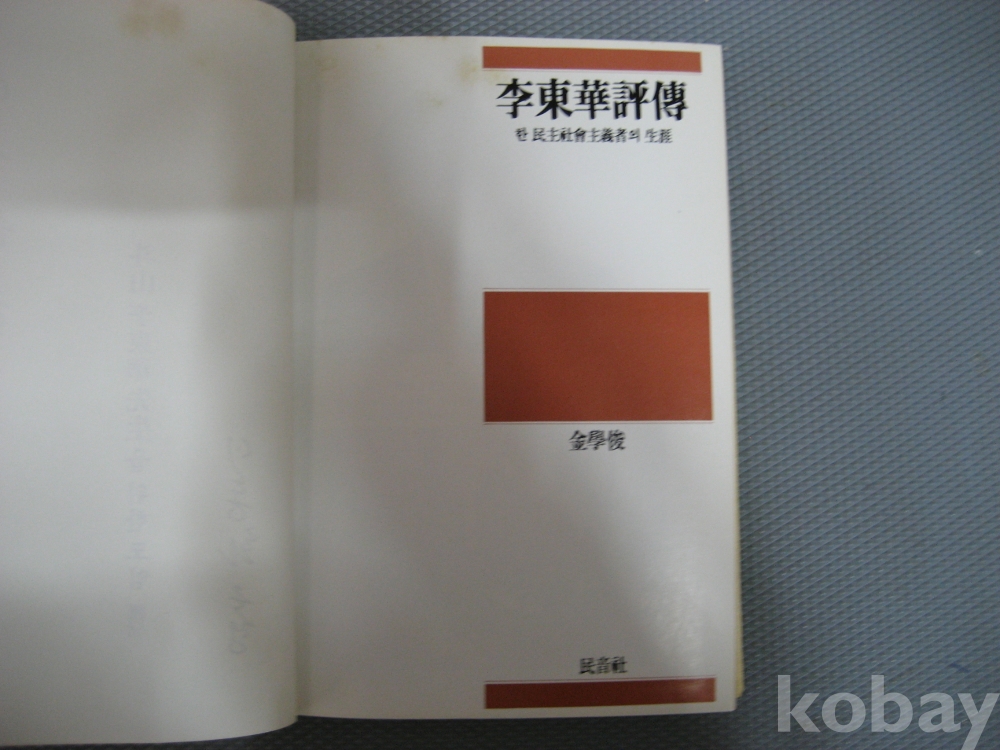 李東華評傳
한 民主社會主義者의 生涯
金學俊
民音社
kobay